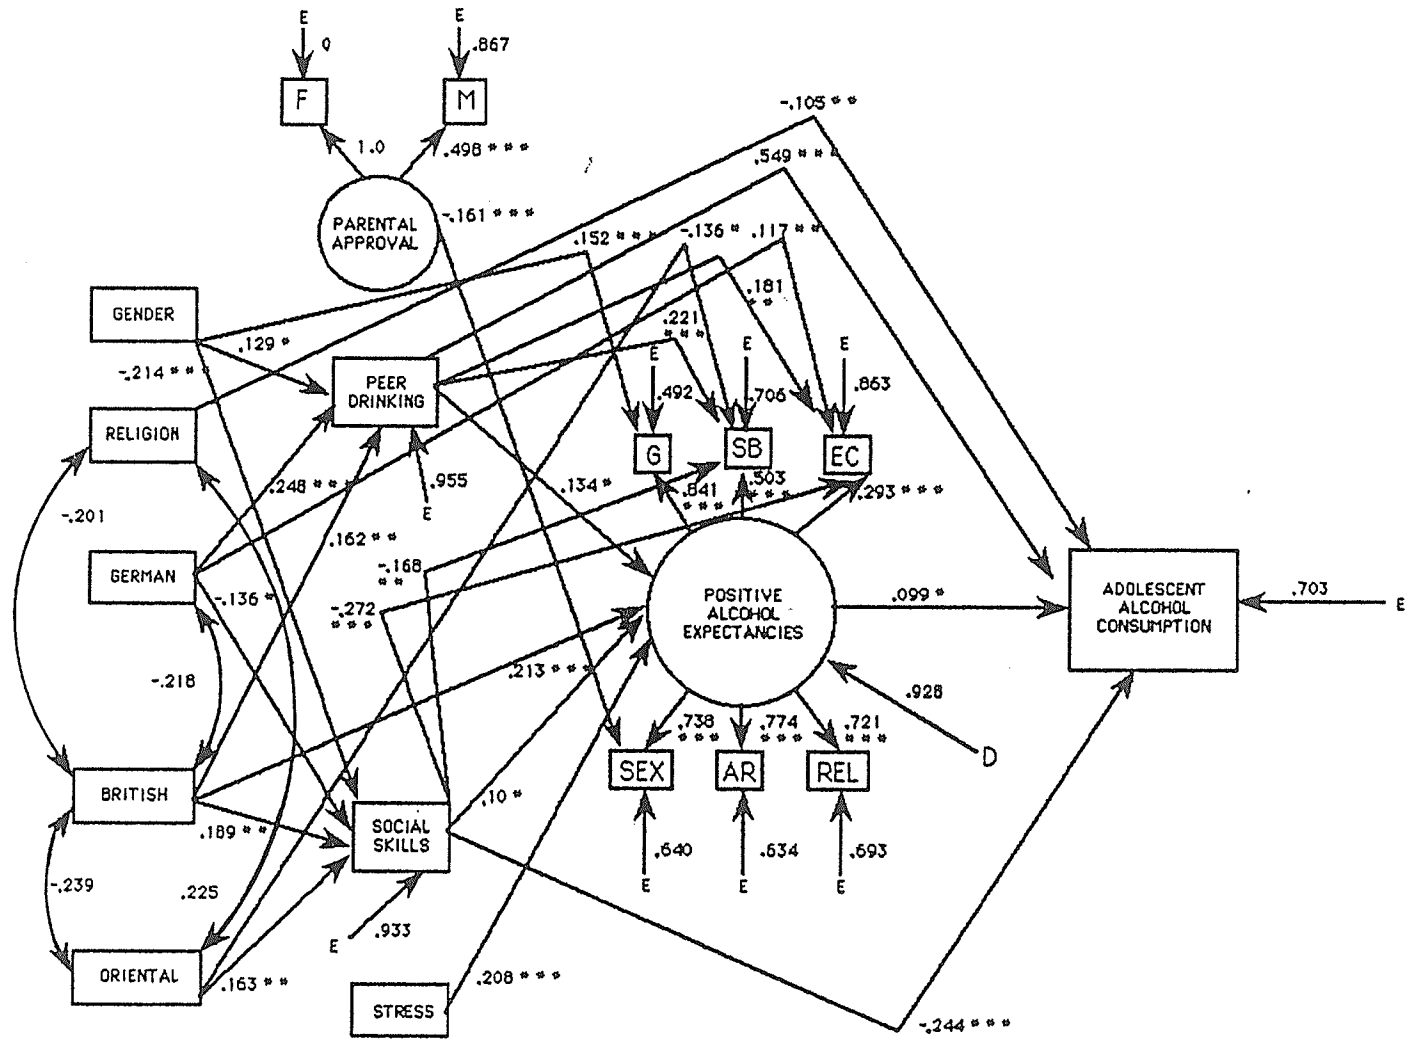 E
E
0
.867
F
M
1.0
.498 ***
-.105 **
.549 ***
PARENTAL
APPROVAL
-.161 ***
.152 ***
-.136 *
.117 **
.181
**
GENDER
.129 *
.221
***
E
E
E
-.214 ***
PEER
DRINKING
.492
.706
.863
RELIGION
G
SB
EC
.248 ***
.955
E
.134 *
.841
***
.503
***
.293 ***
-.201
.162 **
GERMAN
-.168
**
-.136 *
-.272
***
POSITIVE
ALCOHOL
EXPECTANCIES
.099 *
ADOLESCENT
ALCOHOL
CONSUMPTION
.703
E
-.218
.213 ***
.928
D
.738
***
.774
***
.721
***
SEX
AR
REL
BRITISH
.10 *
.189 **
SOCIAL
SKILLS
.640
.634
.693
E
E
E
-.239
.225
.933
E
ORIENTAL
.163 **
.208 ***
STRESS
-.244 ***